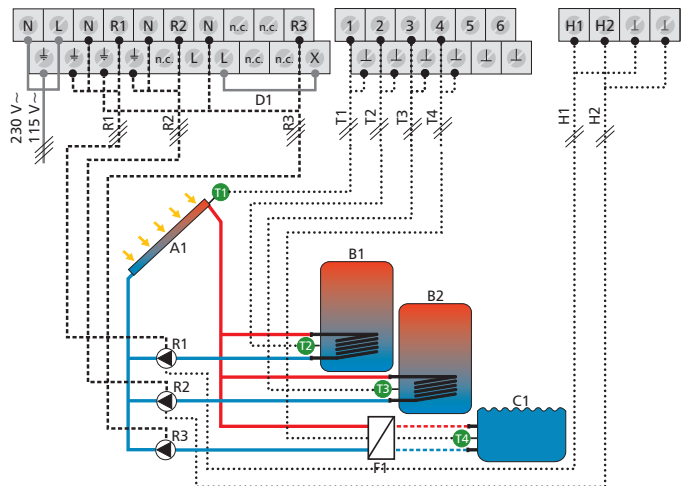 N L N R1 N R2 N n.c. n.c. R3
n.c. L L n.c. n.c. X
1 2 3 4 5 6
H1 H2
D1
230 V~
115 V~
R1
R2
R3
T1
T2
T3
T4
H1
H2
T1
A1
B1
B2
R1
T2
R2
T3
C1
R3
T4
F1